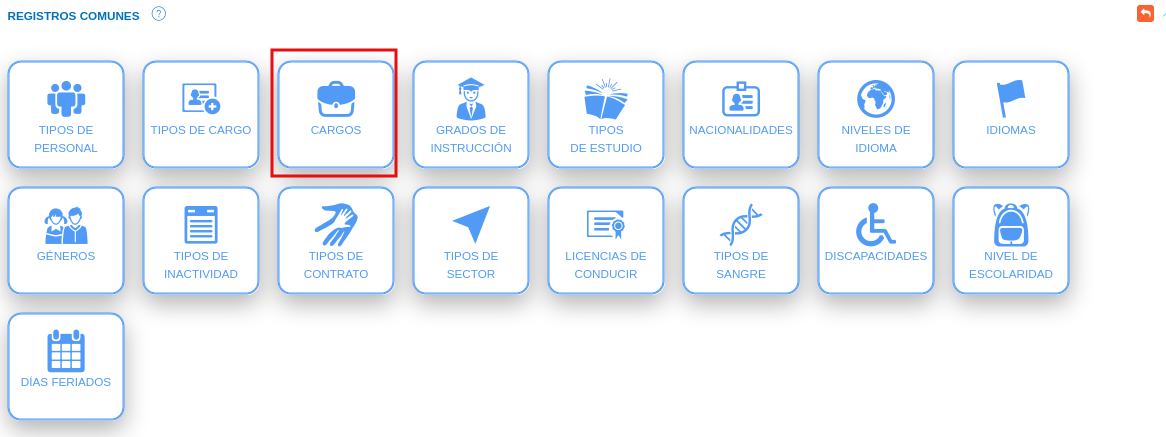 REGISTROS COMUNES ?
TIPOS DE
PERSONAL
TIPOS DE CARGO
CARGOS
GRADOS DE
INSTRUCCIÓN
TIPOS
DE ESTUDIO
NACIONALIDADES
NIVELES DE
IDIOMA
IDIOMAS
GÉNEROS
TIPOS DE
INACTIVIDAD
TIPOS DE
CONTRATO
TIPOS DE
SECTOR
LICENCIAS DE
CONDUCIR
TIPOS DE
SANGRE
DISCAPACIDADES
NIVEL DE
ESCOLARIDAD
DÍAS FERIADOS